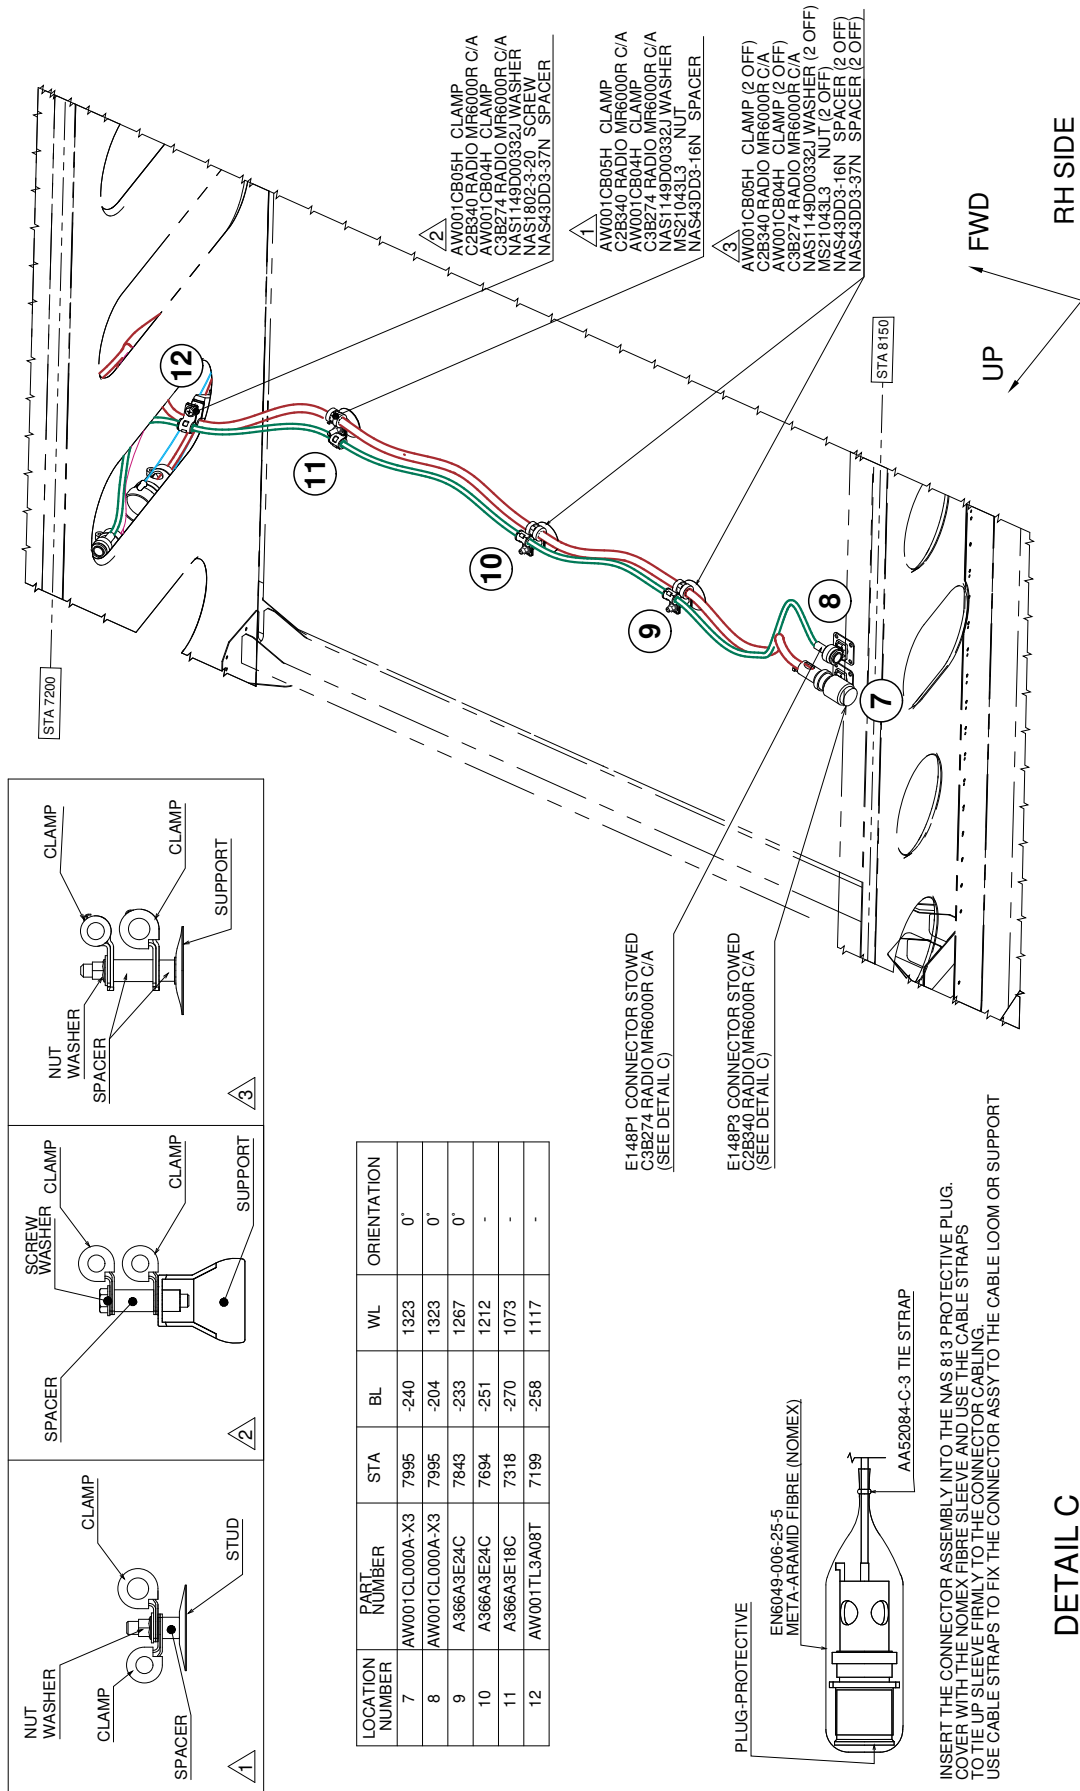 NUT
WASHER
CLAMP
CLAMP
SPACER
STUD
1
SPACER
SCREW
WASHER
CLAMP
CLAMP
SUPPORT
2
NUT
WASHER
SPACER
CLAMP
CLAMP
SUPPORT
3
LOCATION NUMBER PART NUMBER STA BL WL ORIENTATION
7 AW001CL000A-X3 7995 -240 1323 0°
8 AW001CL000A-X3 7995 -204 1323 0°
9 A366A3E24C 7843 -233 1267 0°
10 A366A3E24C 7694 -251 1212 -
11 A366A3E18C 7318 -270 1073 -
12 AW001TL3A08T 7199 -258 1117 -
PLUG-PROTECTIVE
EN6049-006-25-5
META-ARAMID FIBRE (NOMEX)
AA52084-C-3 TIE STRAP
INSERT THE CONNECTOR ASSEMBLY INTO THE NAS 813 PROTECTIVE PLUG.
COVER WITH THE NOMEX FIBRE SLEEVE AND USE THE CABLE STRAPS
TO TIE UP SLEEVE FIRMLY TO THE CONNECTOR CABLING.
USE CABLE STRAPS TO FIX THE CONNECTOR ASSY TO THE CABLE LOOM OR SUPPORT
DETAIL C
STA 7200
12
11
10
9
8
7
STA 8150
2
AW001CB05H CLAMP
C2B340 RADIO MR6000R C/A
AW001CB04H CLAMP
C3B274 RADIO MR6000R C/A
NAS1149D00332J WASHER
NAS1802-3-20 SCREW
NAS43DD3-37N SPACER
1
AW001CB05H CLAMP
C2B340 RADIO MR6000R C/A
AW001CB04H CLAMP
C3B274 RADIO MR6000R C/A
NAS1149D00332J WASHER
MS21043L3 NUT
NAS43DD3-16N SPACER
3
AW001CB05H CLAMP (2 OFF)
C2B340 RADIO MR6000R C/A
AW001CB04H CLAMP (2 OFF)
C3B274 RADIO MR6000R C/A
NAS1149D00332J WASHER (2 OFF)
MS21043L3 NUT (2 OFF)
NAS43DD3-16N SPACER (2 OFF)
NAS43DD3-37N SPACER (2 OFF)
E148P1 CONNECTOR STOWED
C3B274 RADIO MR6000R C/A
(SEE DETAIL C)
E148P3 CONNECTOR STOWED
C2B340 RADIO MR6000R C/A
(SEE DETAIL C)
UP
FWD
RH SIDE